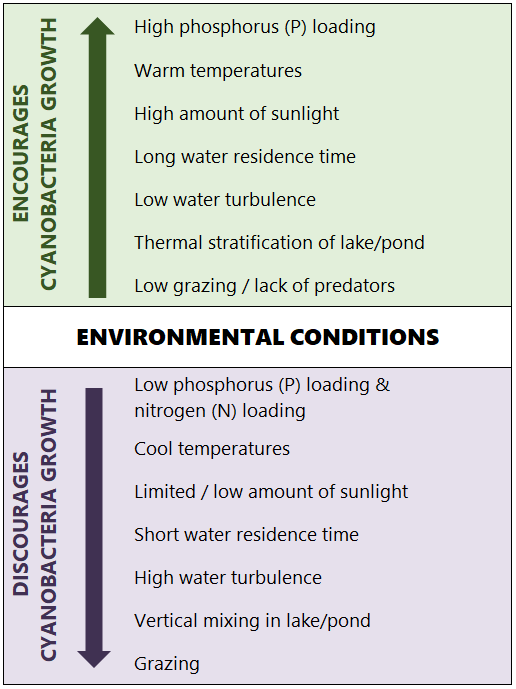 ENCOURAGES
CYANOBACTERIA GROWTH
High phosphorus (P) loading
Warm temperatures
High amount of sunlight
Long water residence time
Low water turbulence
Thermal stratification of lake/pond
Low grazing / lack of predators
ENVIRONMENTAL CONDITIONS
DISCOURAGES
CYANOBACTERIA GROWTH
Low phosphorus (P) loading &
nitrogen (N) loading
Cool temperatures
Limited / low amount of sunlight
Short water residence time
High water turbulence
Vertical mixing in lake/pond
Grazing